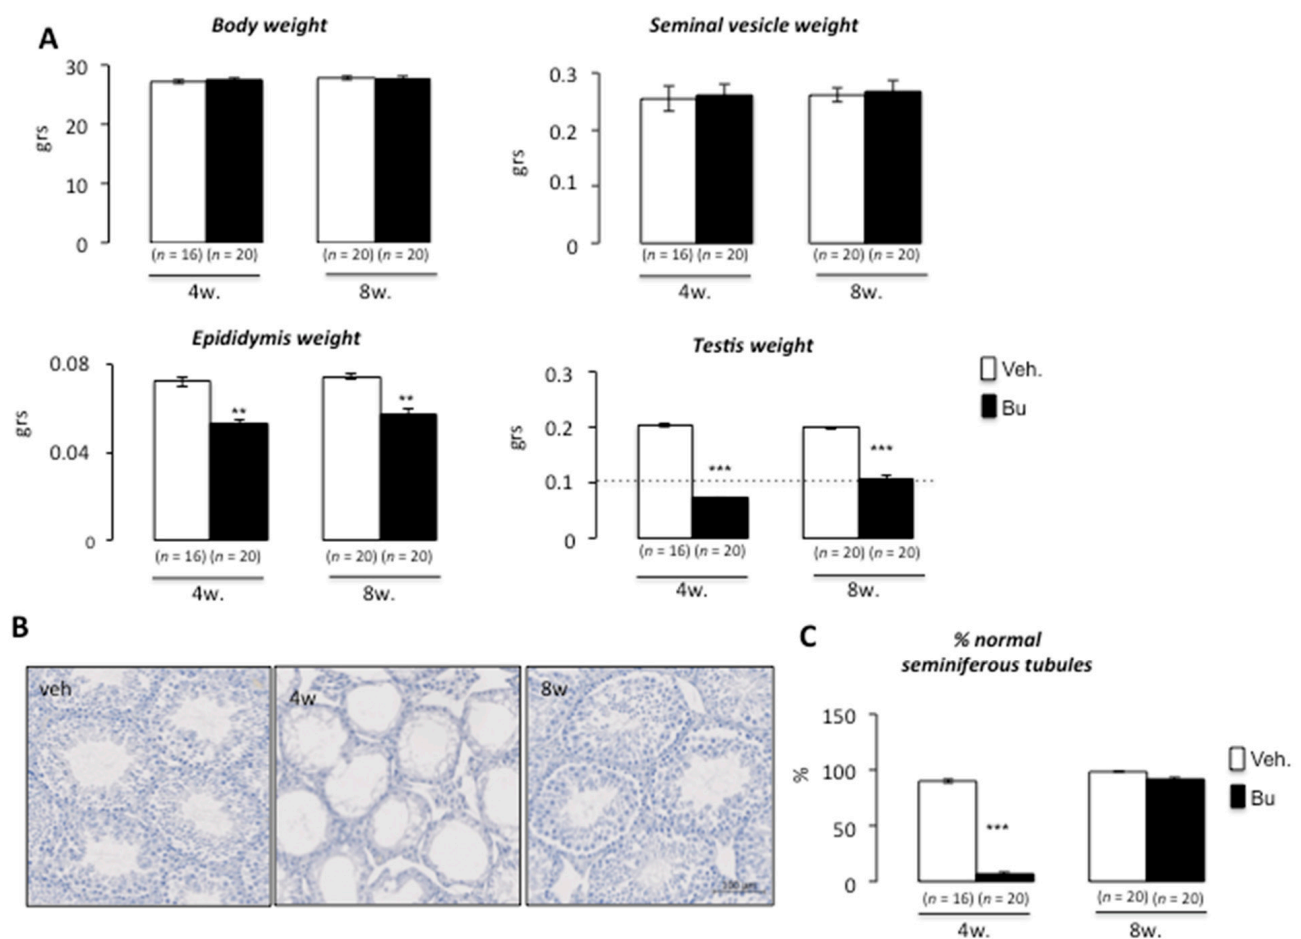 A
Body weight
30
20
10
0
grs
(n = 16) (n = 20)
(n = 20) (n = 20)
4w.
8w.
Seminal vesicle weight
0.3
0.2
0.1
0
grs
(n = 16) (n = 20)
(n = 20) (n = 20)
4w.
8w.
Epididymis weight
0.08
0.04
0
grs
**
**
(n = 16) (n = 20)
(n = 20) (n = 20)
4w.
8w.
Testis weight
0.3
0.2
0.1
0
grs
***
***
(n = 16) (n = 20)
(n = 20) (n = 20)
4w.
8w.
Veh.
Bu
B
veh
4w
8w
100 µm
C
% normal
seminiferous tubules
150
100
50
0
%
***
(n = 16) (n = 20)
(n = 20) (n = 20)
4w.
8w.
Veh.
Bu